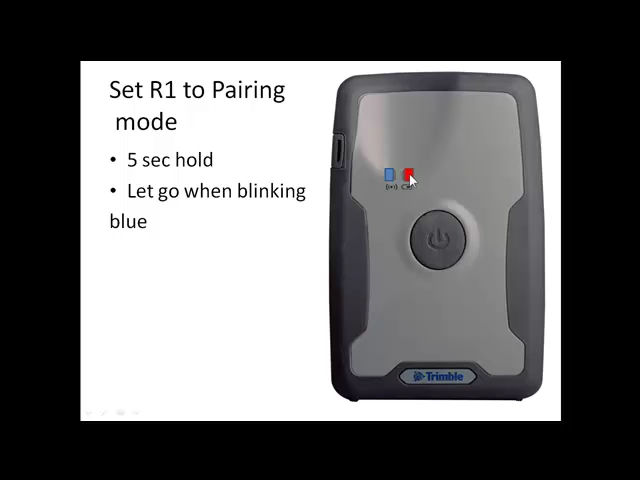 Set R1 to Pairing
mode
• 5 sec hold
• Let go when blinking
blue
Trimble